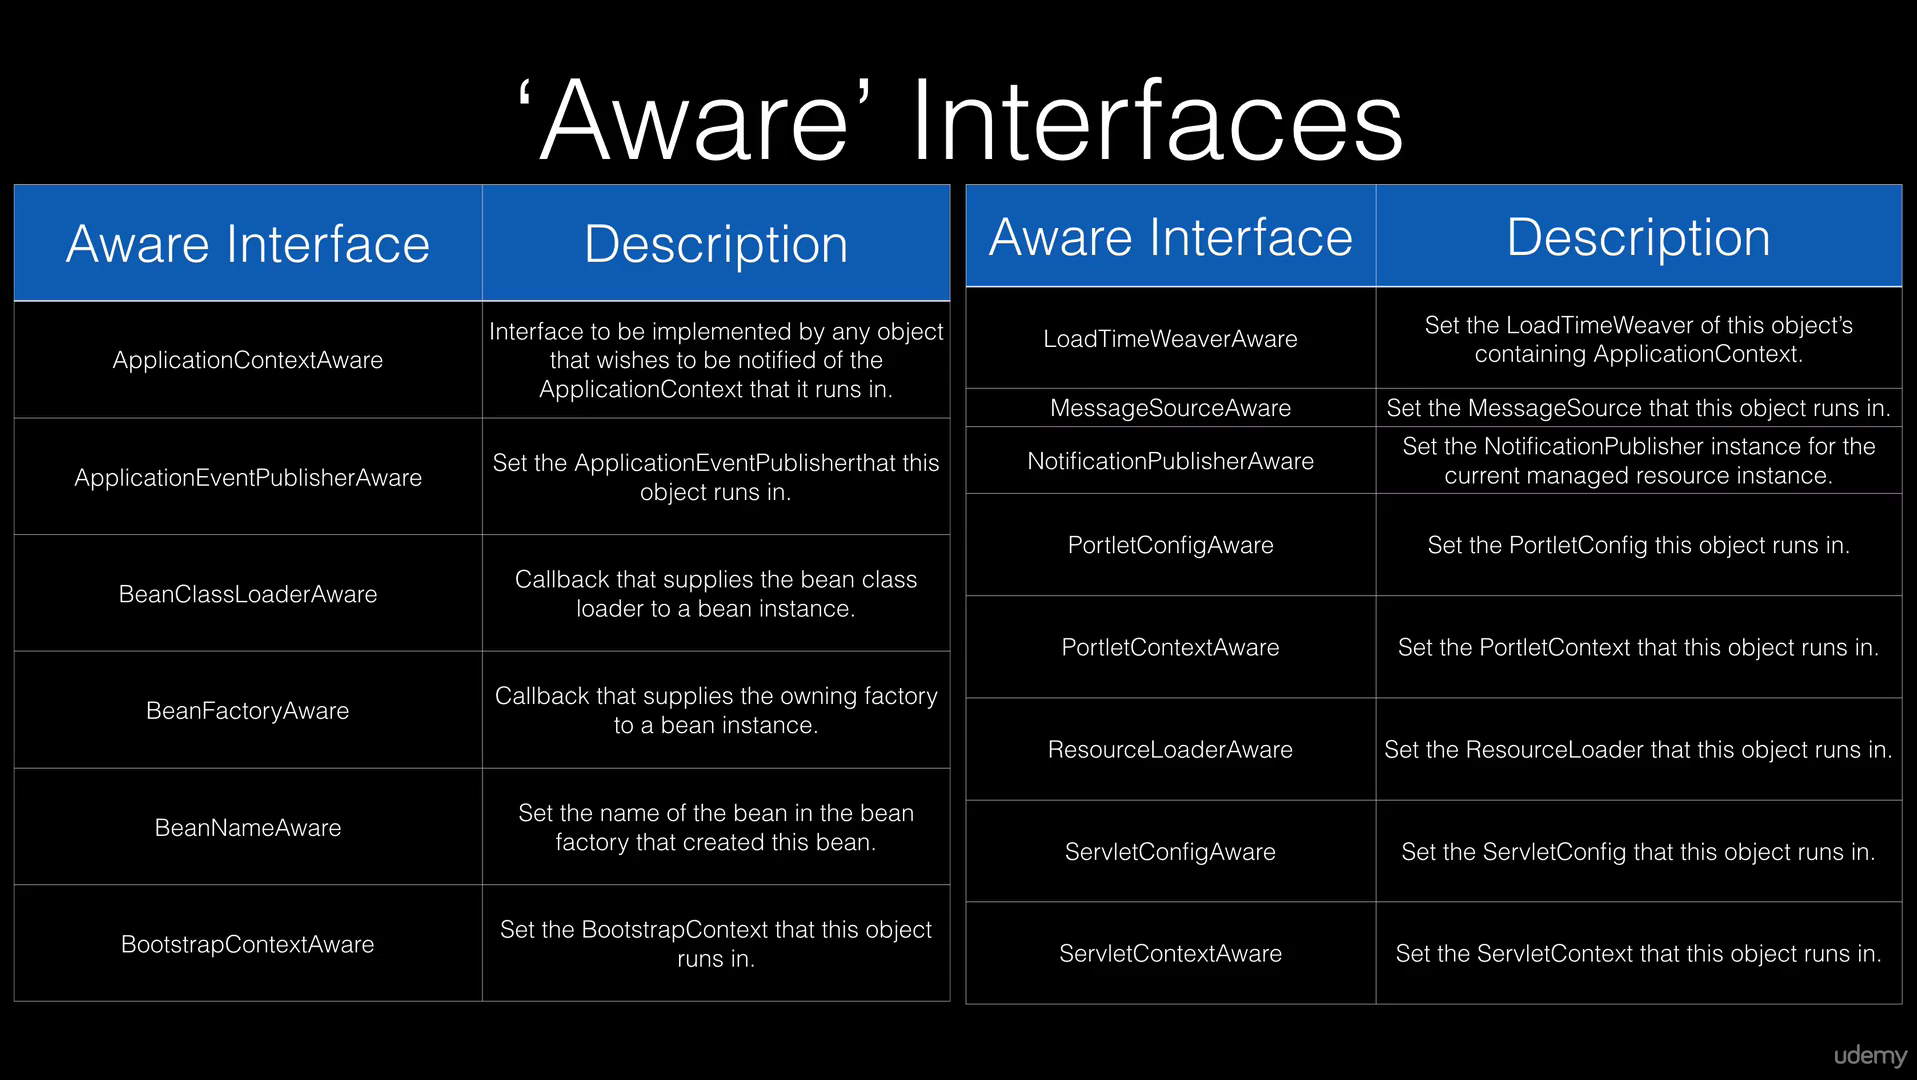 ‘Aware’ Interfaces
Aware Interface
Description
ApplicationContextAware
Interface to be implemented by any object
that wishes to be notified of the
ApplicationContext that it runs in.
ApplicationEventPublisherAware
Set the ApplicationEventPublisherthat this
object runs in.
BeanClassLoaderAware
Callback that supplies the bean class
loader to a bean instance.
BeanFactoryAware
Callback that supplies the owning factory
to a bean instance.
BeanNameAware
Set the name of the bean in the bean
factory that created this bean.
BootstrapContextAware
Set the BootstrapContext that this object
runs in.
Aware Interface
Description
LoadTimeWeaverAware
Set the LoadTimeWeaver of this object’s
containing ApplicationContext.
MessageSourceAware
Set the MessageSource that this object runs in.
NotificationPublisherAware
Set the NotificationPublisher instance for the
current managed resource instance.
PortletConfigAware
Set the PortletConfig this object runs in.
PortletContextAware
Set the PortletContext that this object runs in.
ResourceLoaderAware
Set the ResourceLoader that this object runs in.
ServletConfigAware
Set the ServletConfig that this object runs in.
ServletContextAware
Set the ServletContext that this object runs in.
udemy